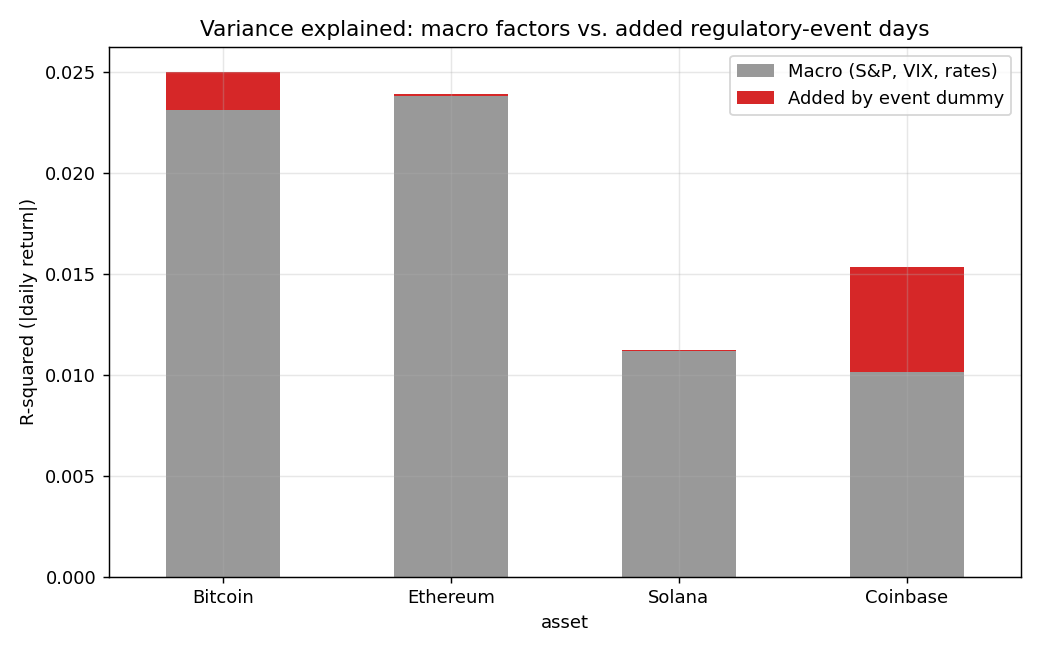 Variance explained: macro factors vs. added regulatory-event days
Macro (S&P, VIX, rates)
Added by event dummy
R-squared (|daily return|)
0.025
0.020
0.015
0.010
0.005
0.000
Bitcoin
Ethereum
Solana
Coinbase
asset